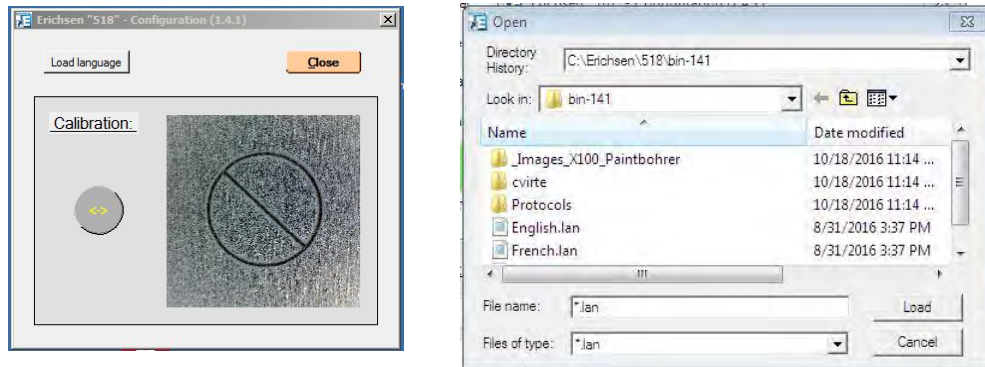 Erichsen "518" - Configuration (1.4.1)
Load language
Close
Calibration:
<->
Open
Directory
History:
C:\Erichsen\518\bin-141
Look in:
bin-141
Name
Date modified
_Images_X100_Paintbohrer
10/18/2016 11:14 ...
cvirte
10/18/2016 11:14 ...
Protocols
10/18/2016 11:14 ...
English.lan
8/31/2016 3:37 PM
French.lan
8/31/2016 3:37 PM
File name:
*.lan
Load
Files of type:
*.lan
Cancel